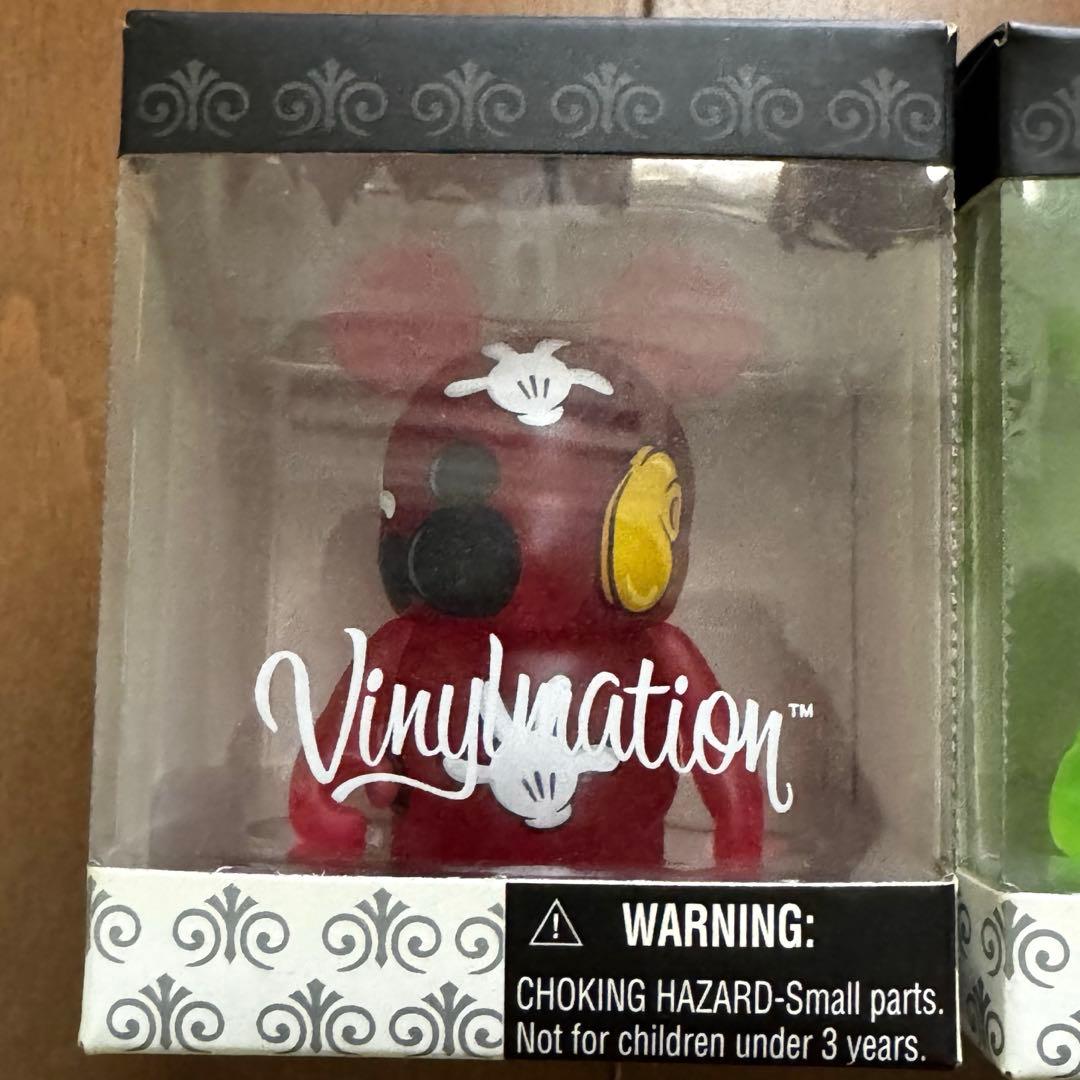 Vinylmation™
WARNING:
CHOKING HAZARD-Small parts.
Not for children under 3 years.